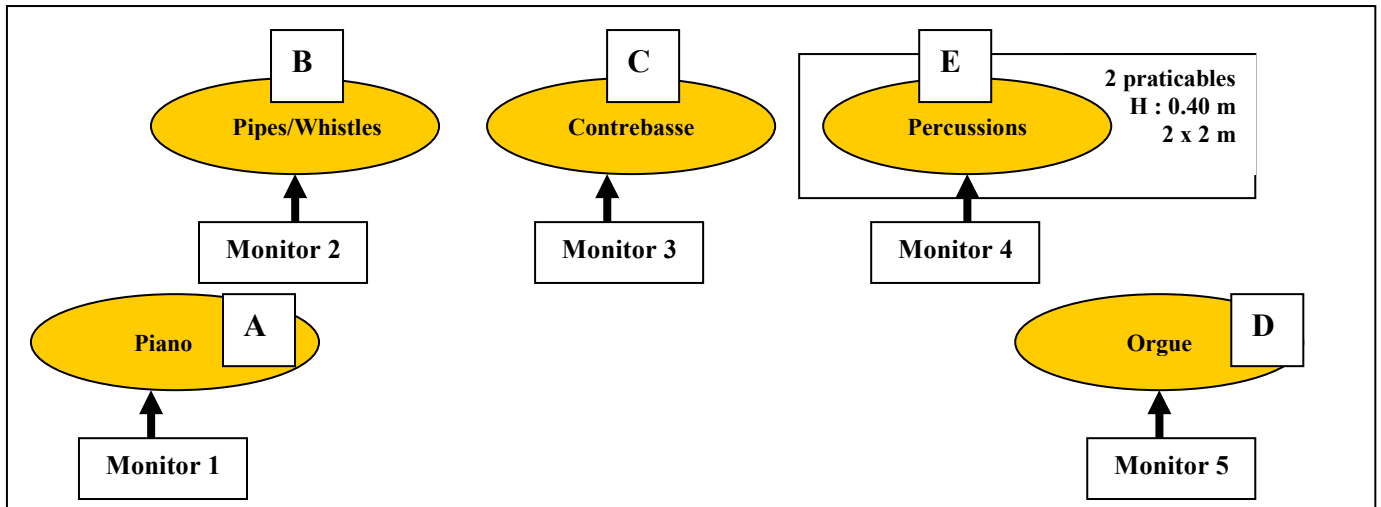 B
C
E
2 praticables
H : 0.40 m
2 x 2 m
Pipes/Whistles
Contrebasse
Percussions
Monitor 2
Monitor 3
Monitor 4
A
D
Piano
Orgue
Monitor 1
Monitor 5